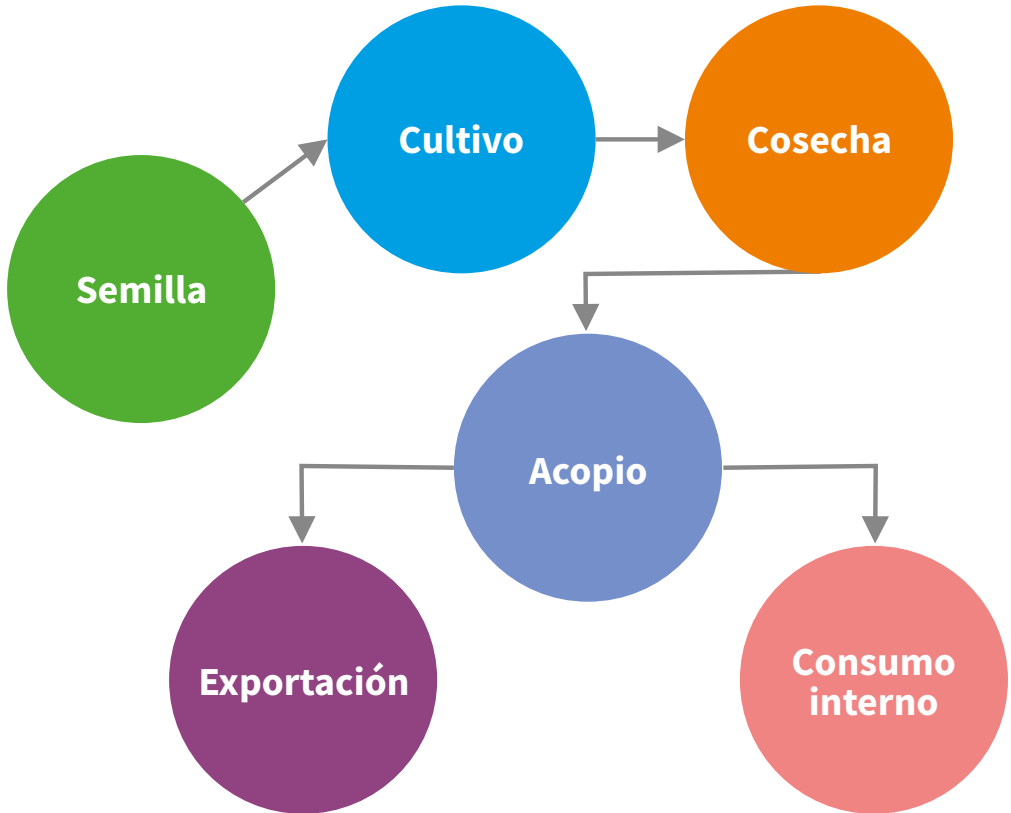 Semilla
Cultivo
Cosecha
Acopio
Exportación
Consumo
interno